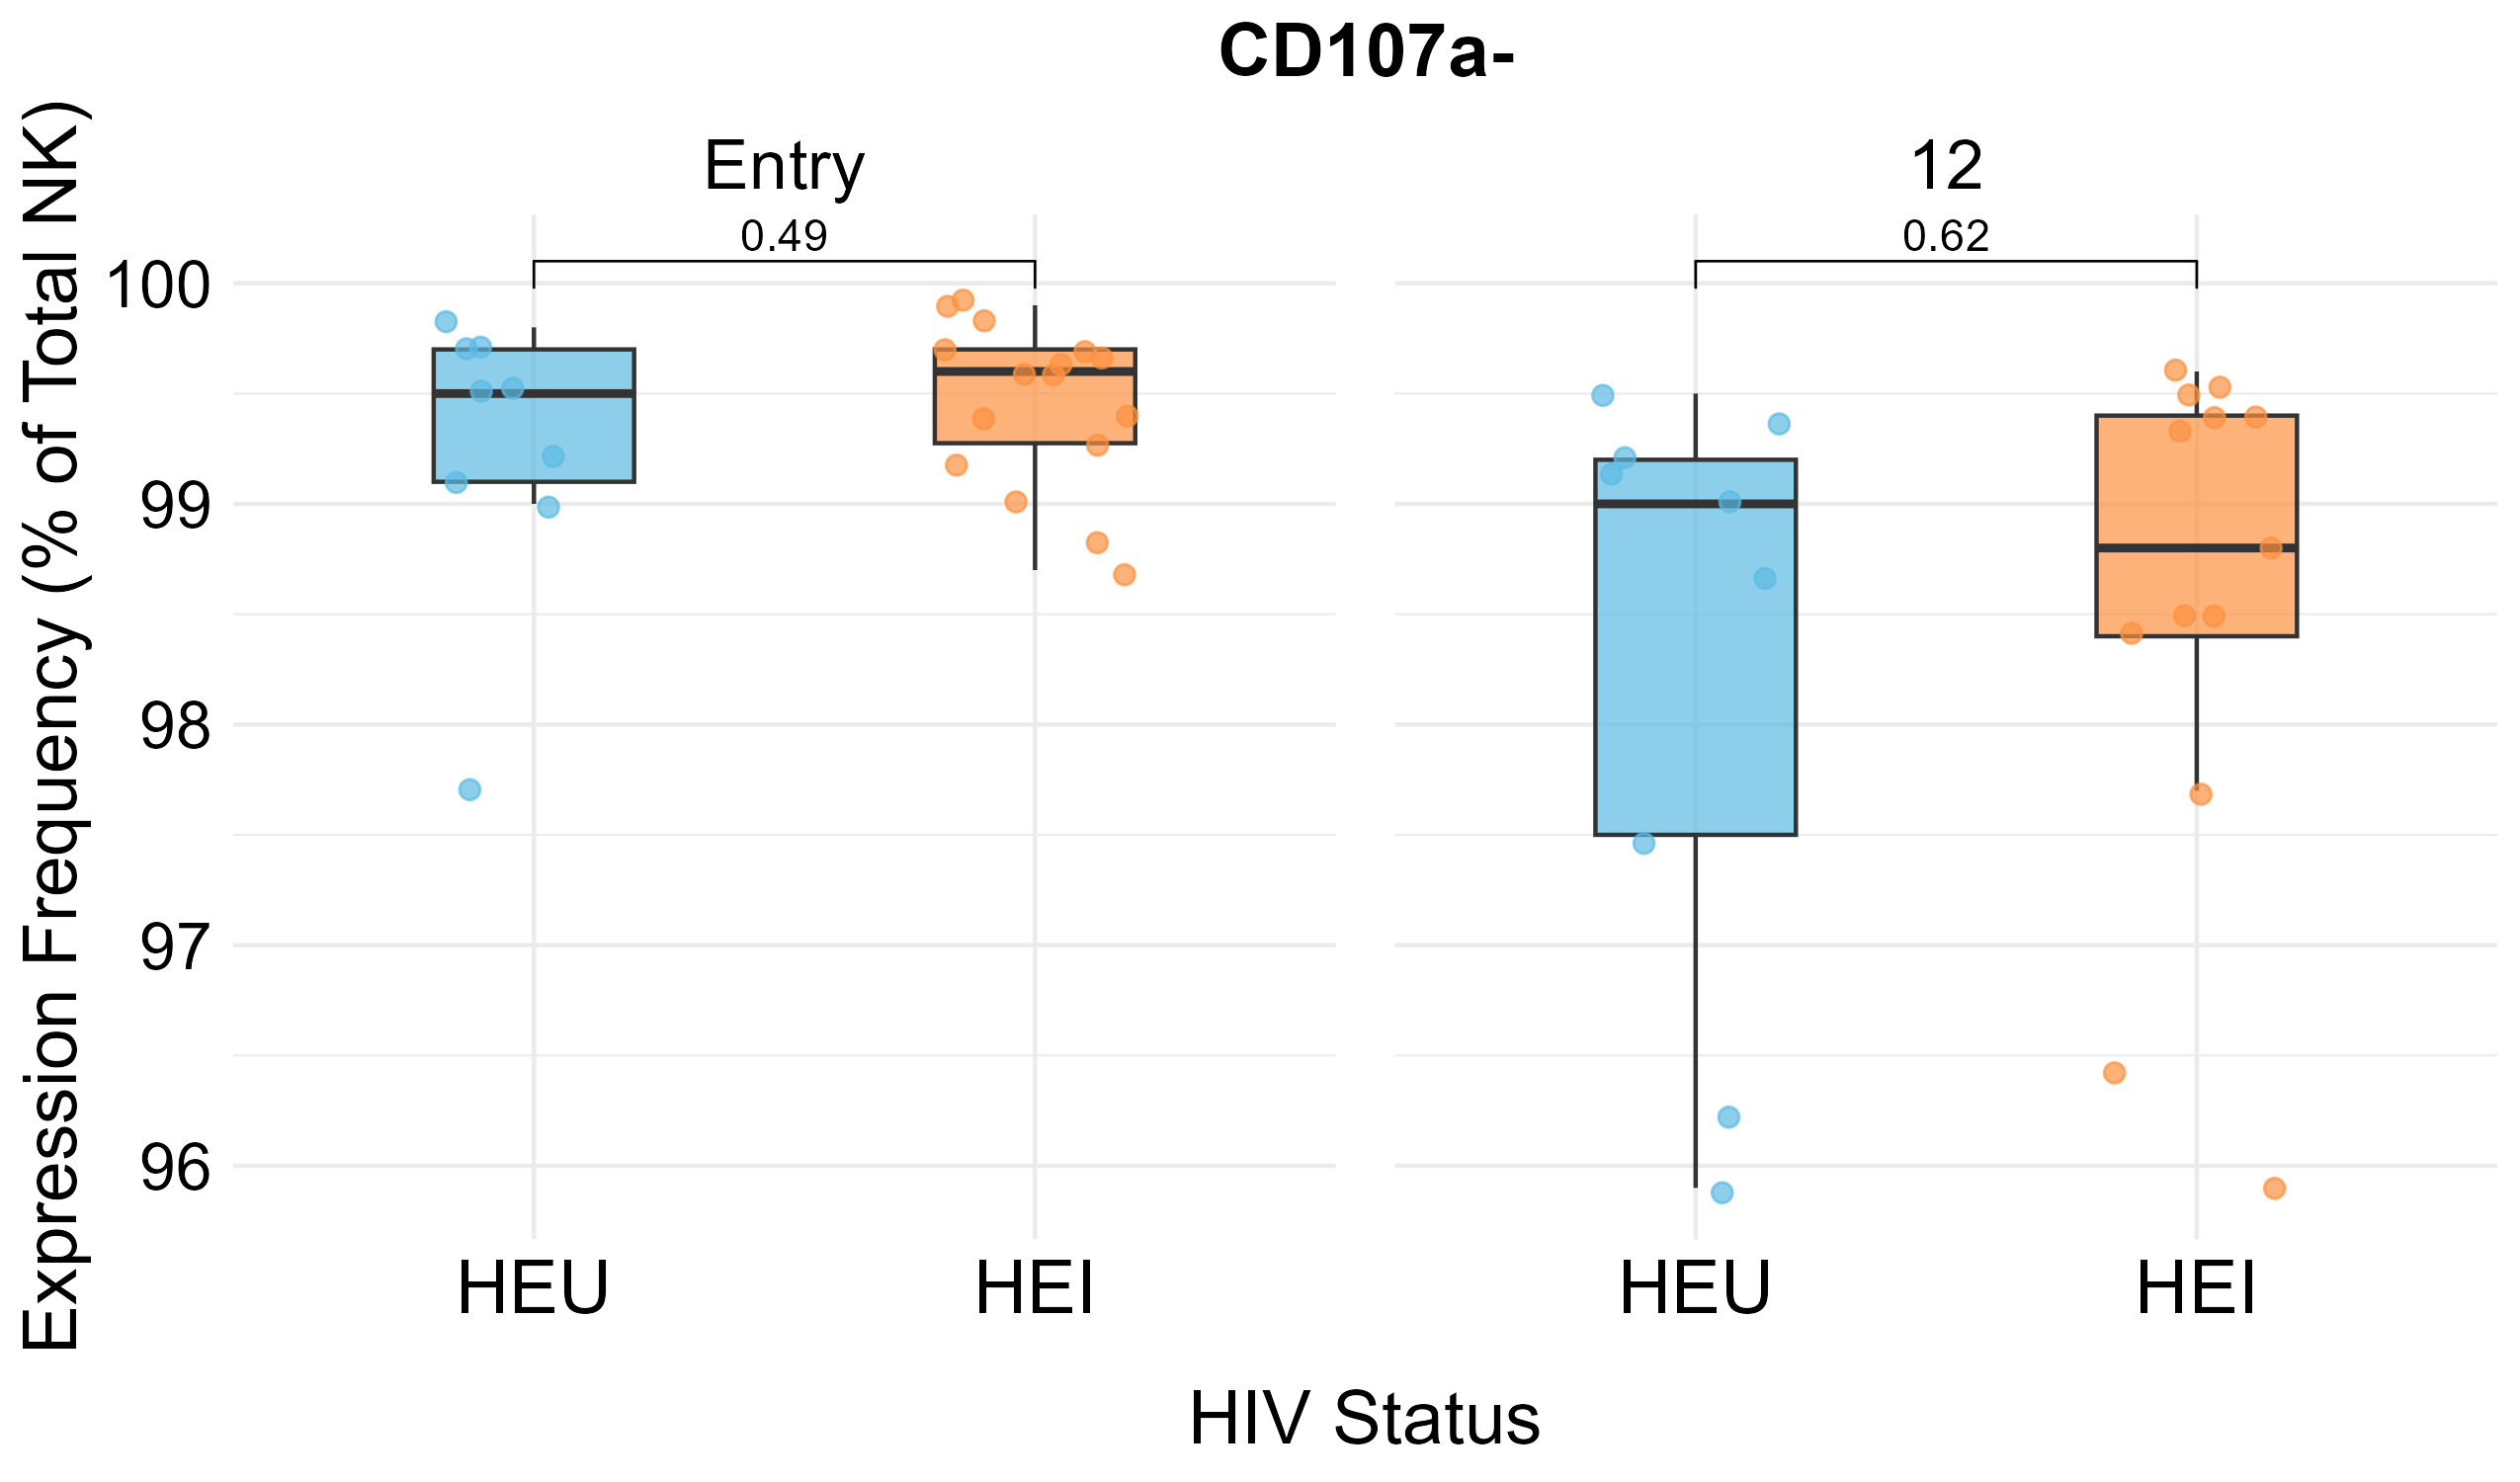 CD107a-
Entry
12
0.49
0.62
Expression Frequency (% of Total NK)
100
99
98
97
96
HEU
HEI
HEU
HEI
HIV Status